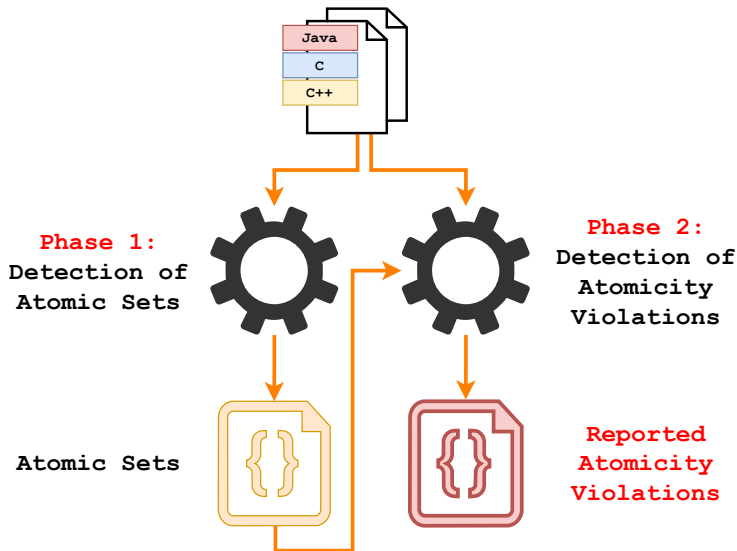 Java
C
C++
Phase 1:
Detection of
Atomic Sets
Phase 2:
Detection of
Atomicity
Violations
Atomic Sets
Reported
Atomicity
Violations